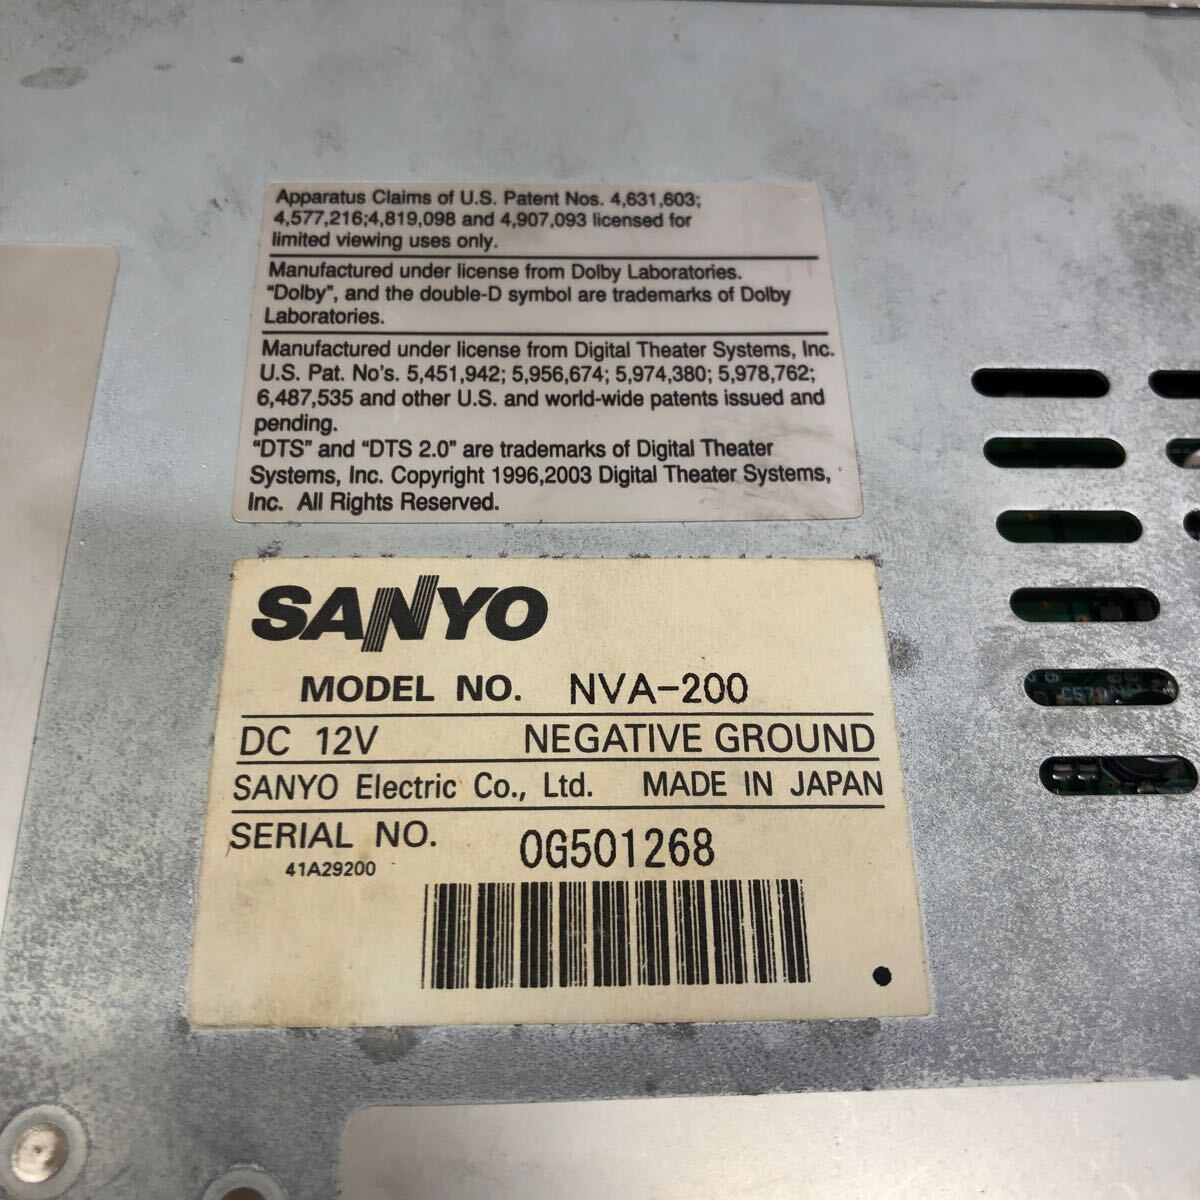 Apparatus Claims of U.S. Patent Nos. 4,631,603;
4,577,216;4,819,098 and 4,907,093 licensed for
limited viewing uses only.
Manufactured under license from Dolby Laboratories.
“Dolby”, and the double-D symbol are trademarks of Dolby
Laboratories.
Manufactured under license from Digital Theater Systems, Inc.
U.S. Pat. No's. 5,451,942; 5,956,674; 5,974,380; 5,978,762;
6,487,535 and other U.S. and world-wide patents issued and
pending.
“DTS” and “DTS 2.0” are trademarks of Digital Theater
Systems, Inc. Copyright 1996,2003 Digital Theater Systems,
Inc. All Rights Reserved.
SANYO
MODEL NO. NVA-200
DC 12V NEGATIVE GROUND
SANYO Electric Co., Ltd. MADE IN JAPAN
SERIAL NO. 0G501268
41A29200